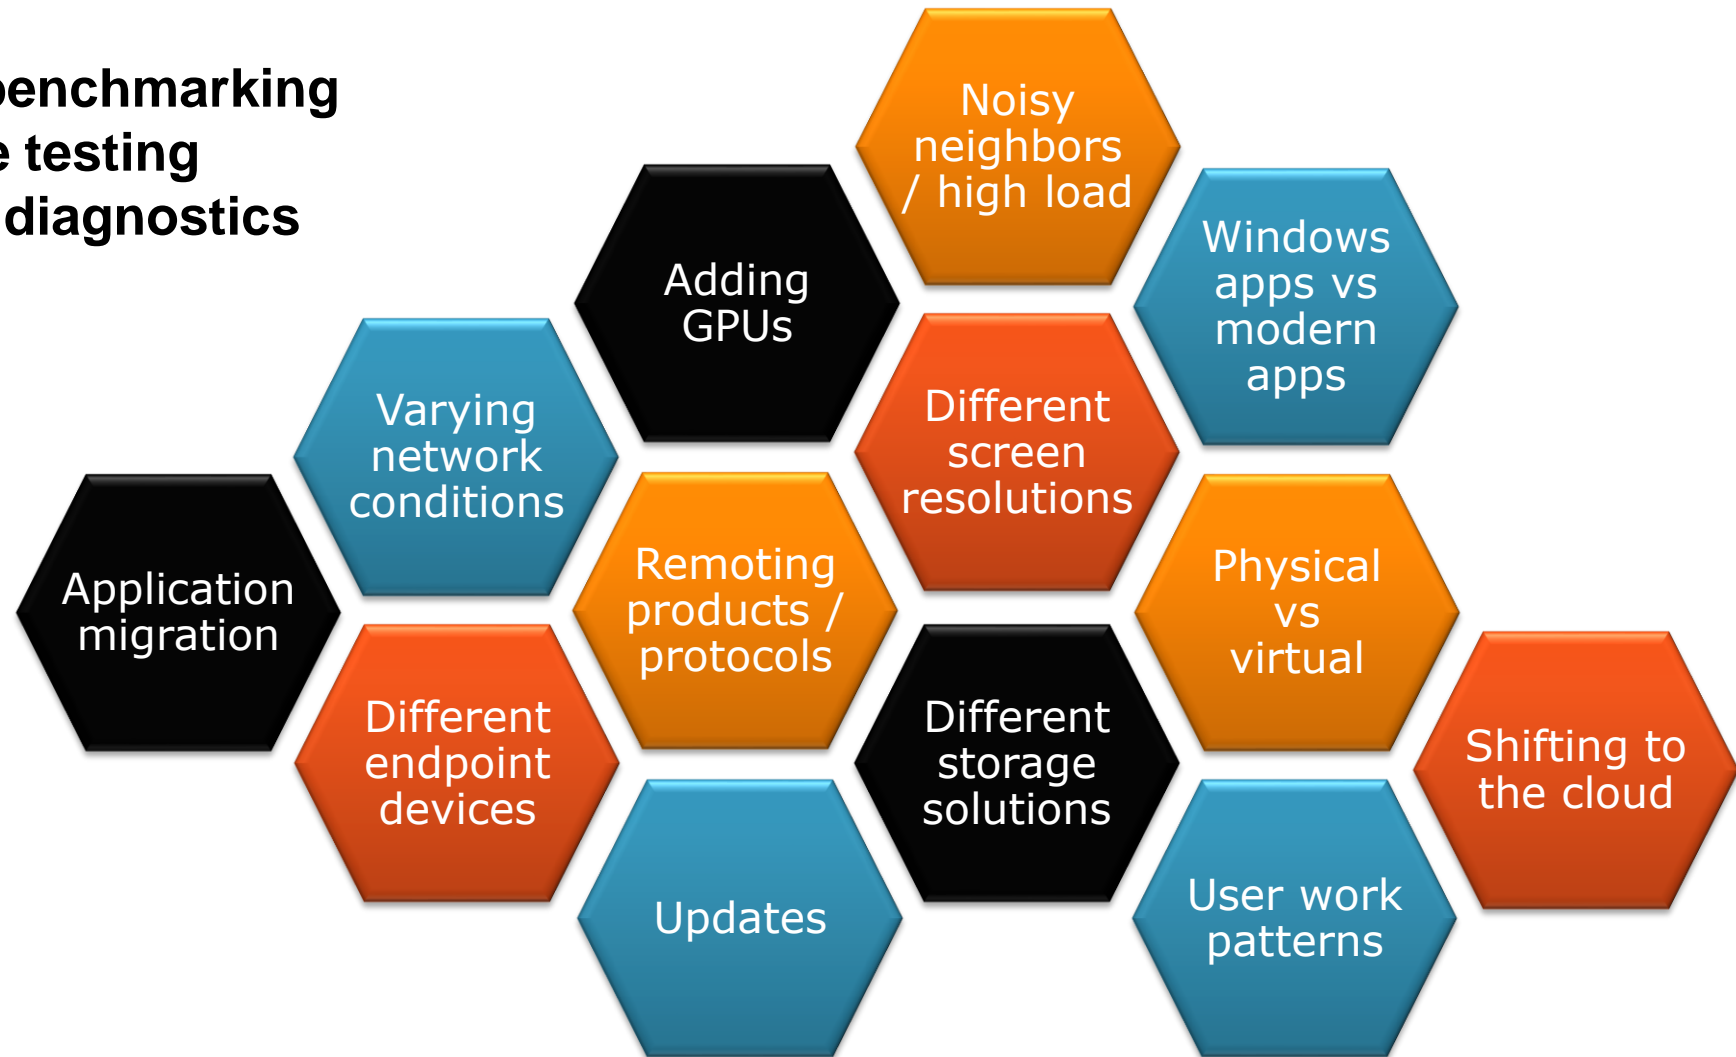 benchmarking
e testing
diagnostics
Noisy
neighbors
/ high load
Windows
apps vs
modern
apps
Adding
GPUs
Different
screen
resolutions
Varying
network
conditions
Remoting
products /
protocols
Physical
vs
virtual
Application
migration
Different
endpoint
devices
Different
storage
solutions
Shifting to
the cloud
Updates
User work
patterns